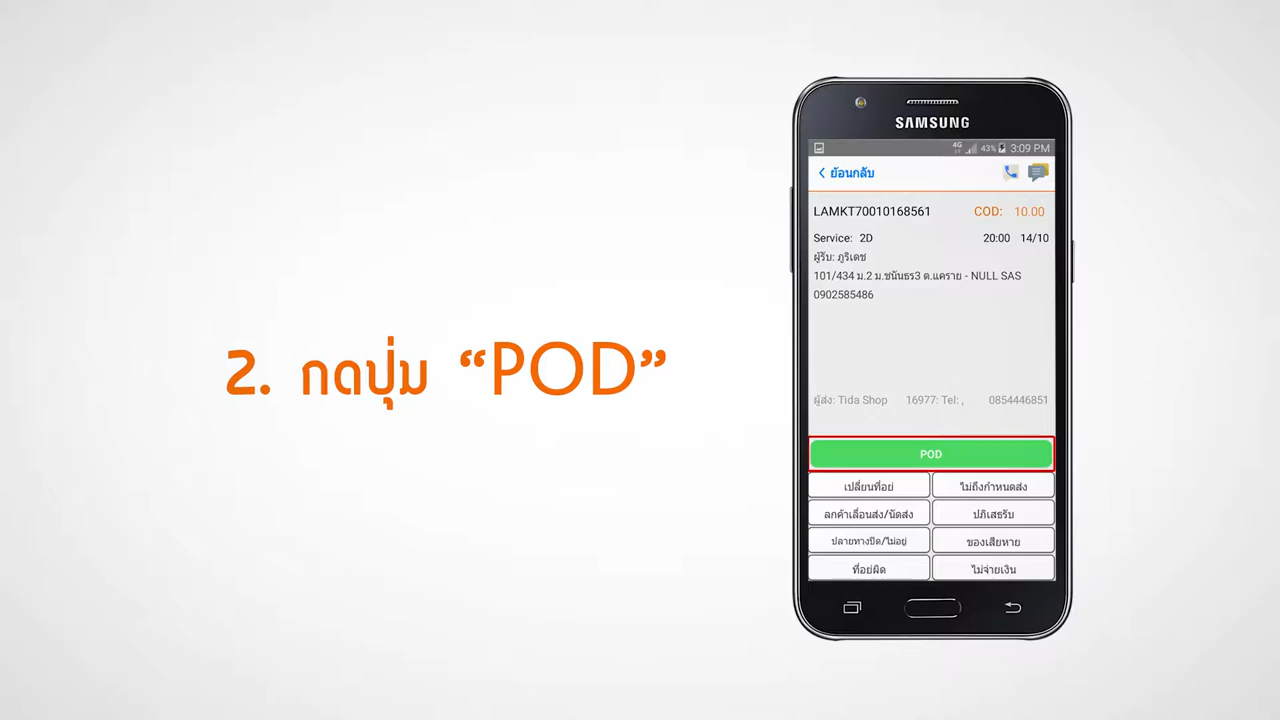 2. กดปุ่ม “POD”
SAMSUNG
4G 43% 3:09 PM
ย้อนกลับ
LAMKT70010168561 COD: 10.00
Service: 2D 20:00 14/10
ผู้รับ: ภูริเดช
101/434 ม.2 ม.ชนันธร3 ต.แคราย - NULL SAS
0902585486
ผู้ส่ง: Tida Shop 16977: Tel: , 0854446851
POD
เปลี่ยนที่อยู่ ไม่ถึงกำหนดส่ง
ลูกค้าเลื่อนส่ง/นัดส่ง ปฏิเสธรับ
ปลายทางปิด/ไม่อยู่ ของเสียหาย
ที่อยู่ผิด ไม่จ่ายเงิน